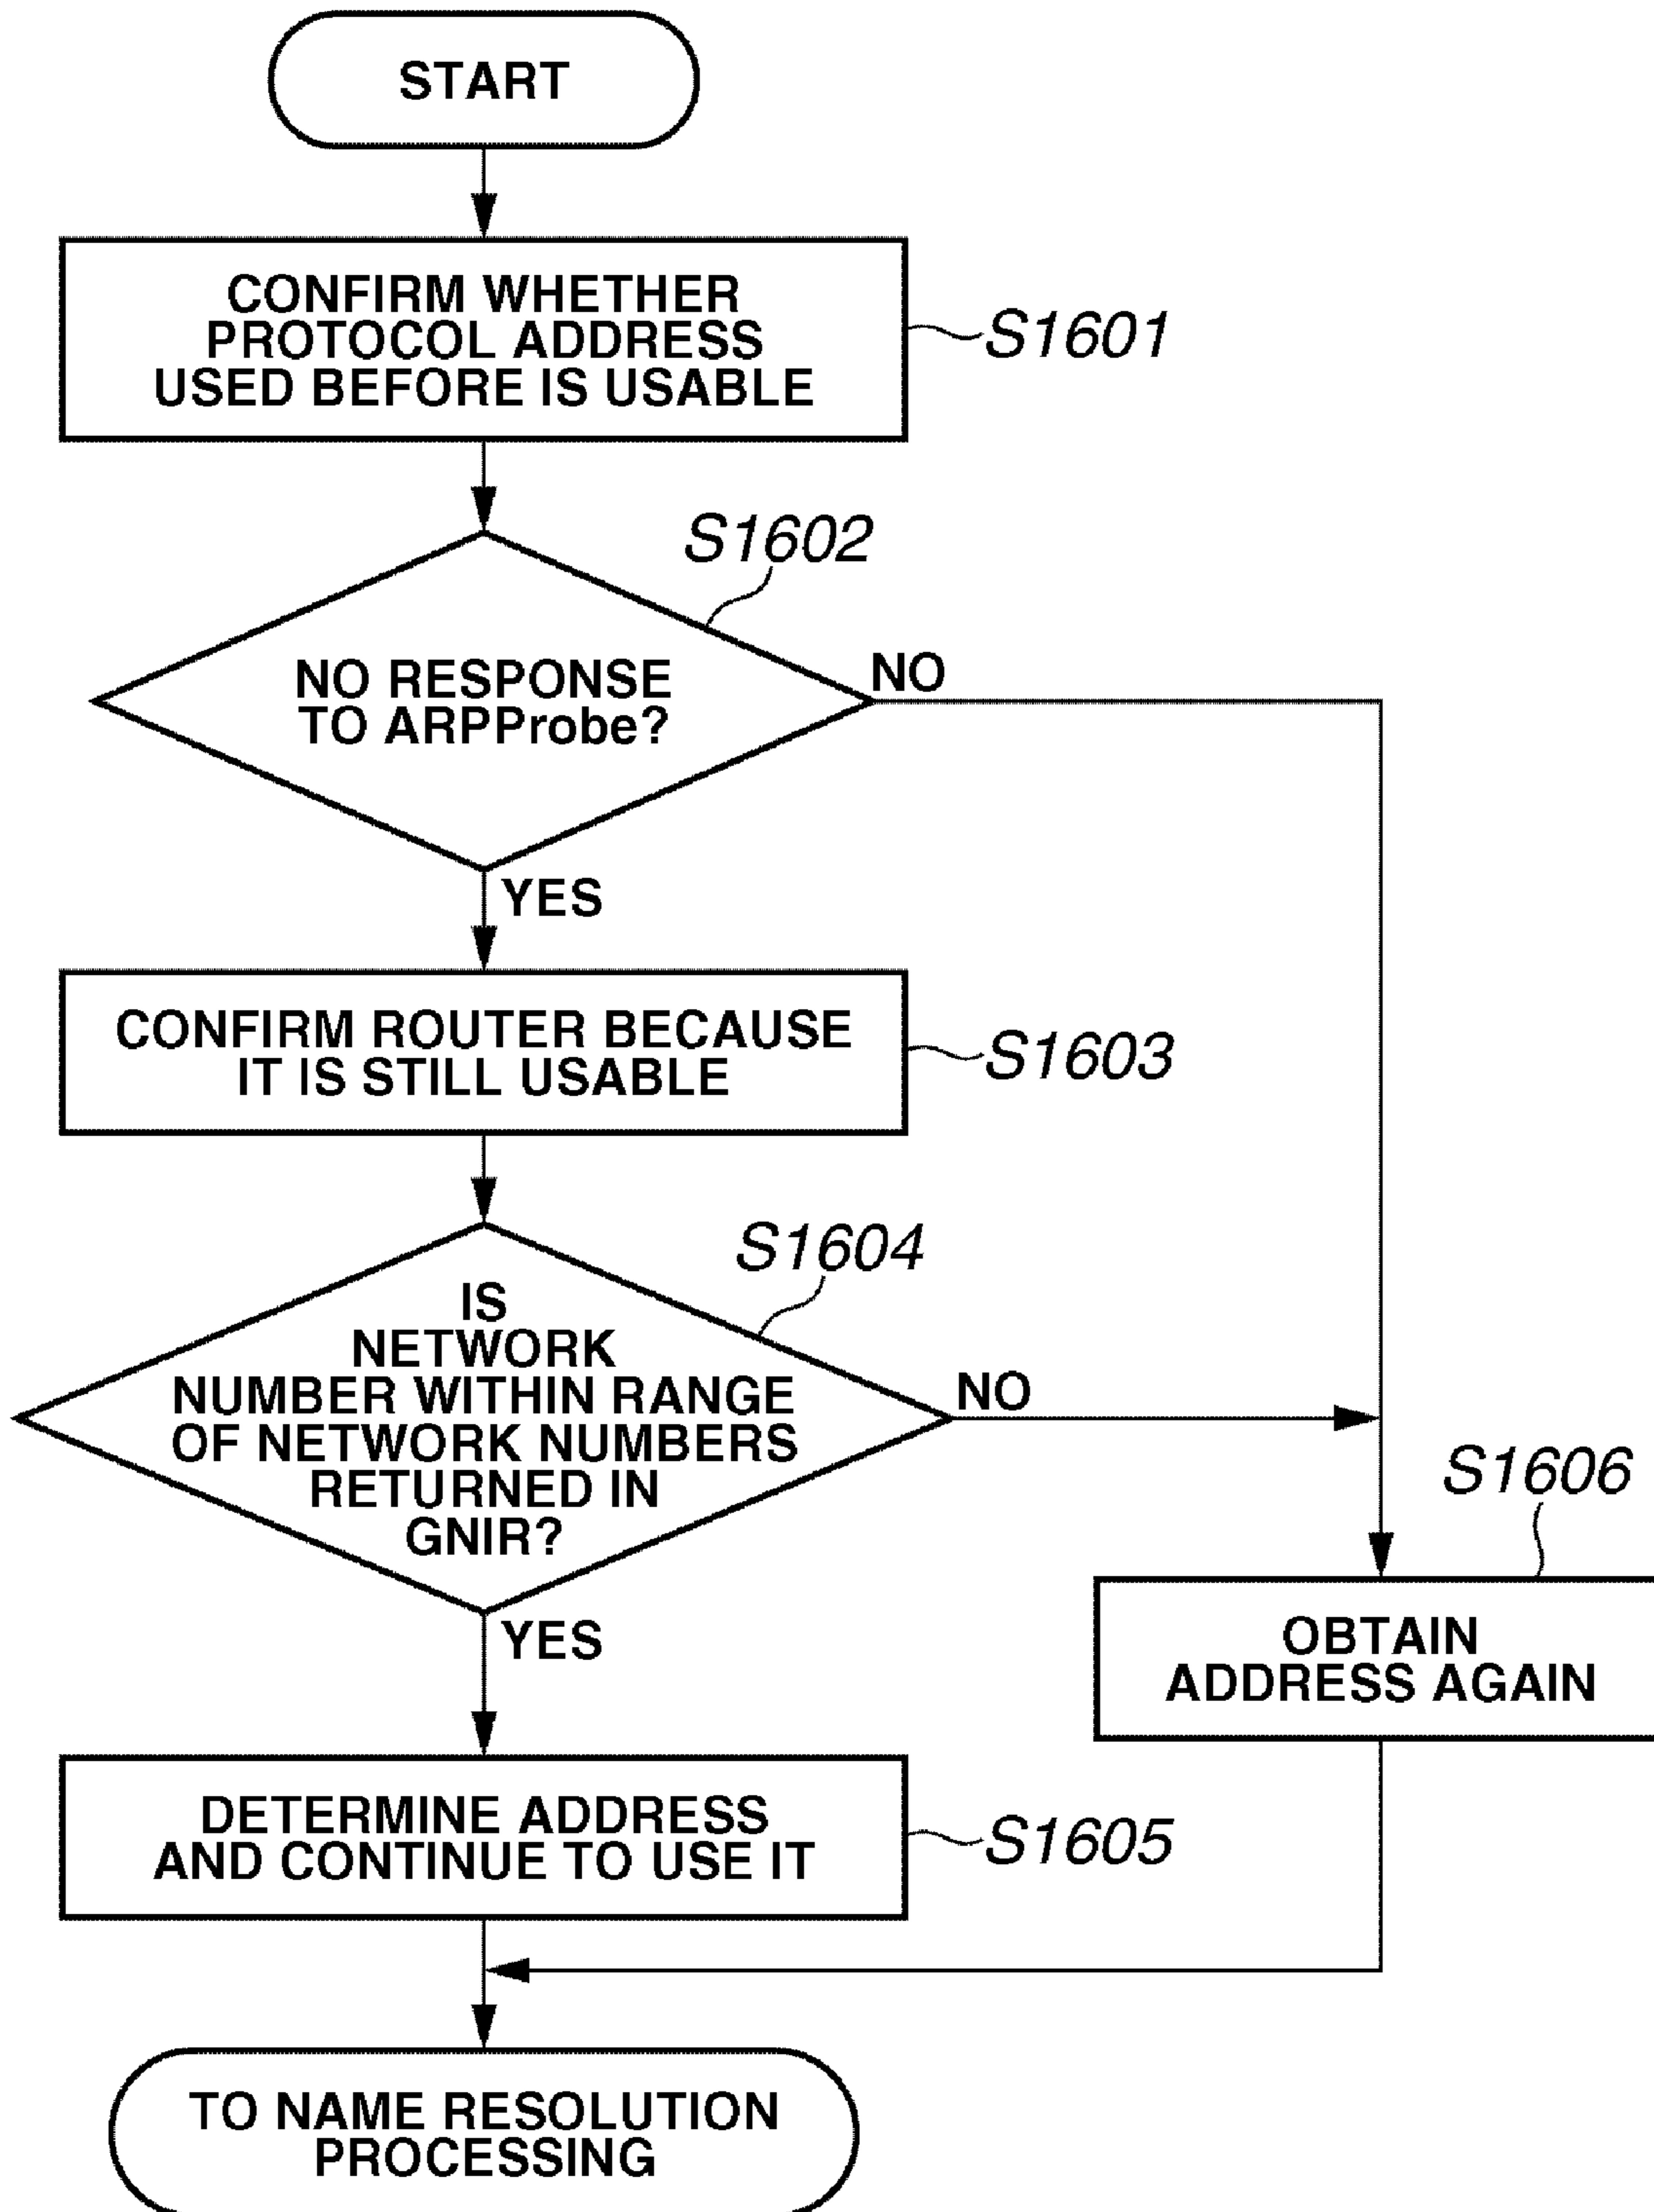 START
CONFIRM WHETHER
PROTOCOL ADDRESS
USED BEFORE IS USABLE
S1601
S1602
NO RESPONSE
TO ARPProbe?
NO
YES
CONFIRM ROUTER BECAUSE
IT IS STILL USABLE
S1603
S1604
IS
NETWORK
NUMBER WITHIN RANGE
OF NETWORK NUMBERS
RETURNED IN
GNIR?
NO
YES
S1606
OBTAIN
ADDRESS AGAIN
DETERMINE ADDRESS
AND CONTINUE TO USE IT
S1605
TO NAME RESOLUTION
PROCESSING